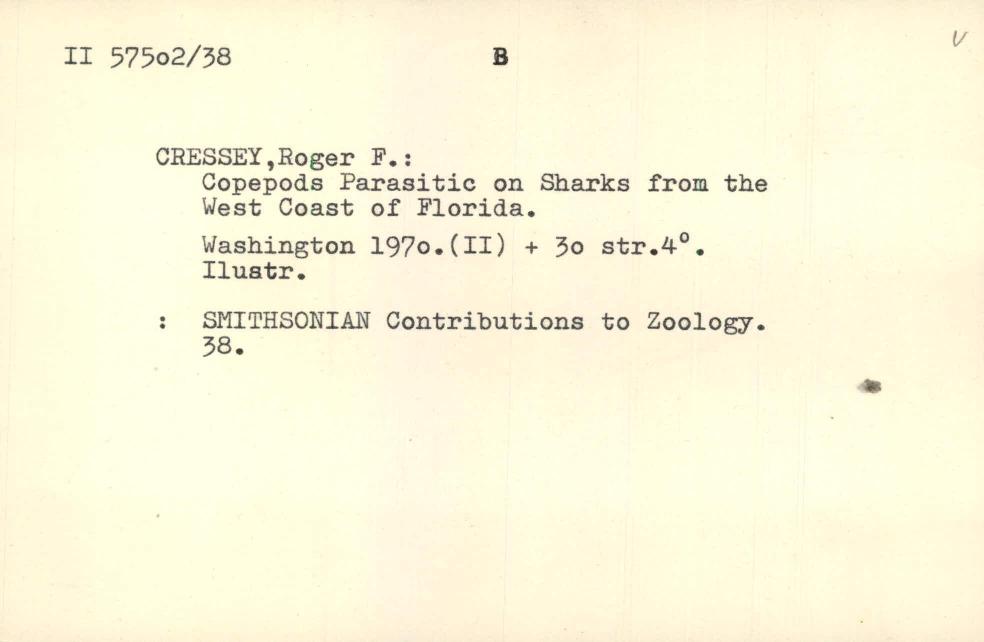 II 575o2/38 B
CRESSEY,Roger F.:
Copepods Parasitic on Sharks from the
West Coast of Florida.
Washington 197o.(II) + 3o str.4°.
Ilustr.
: SMITHSONIAN Contributions to Zoology.
38.